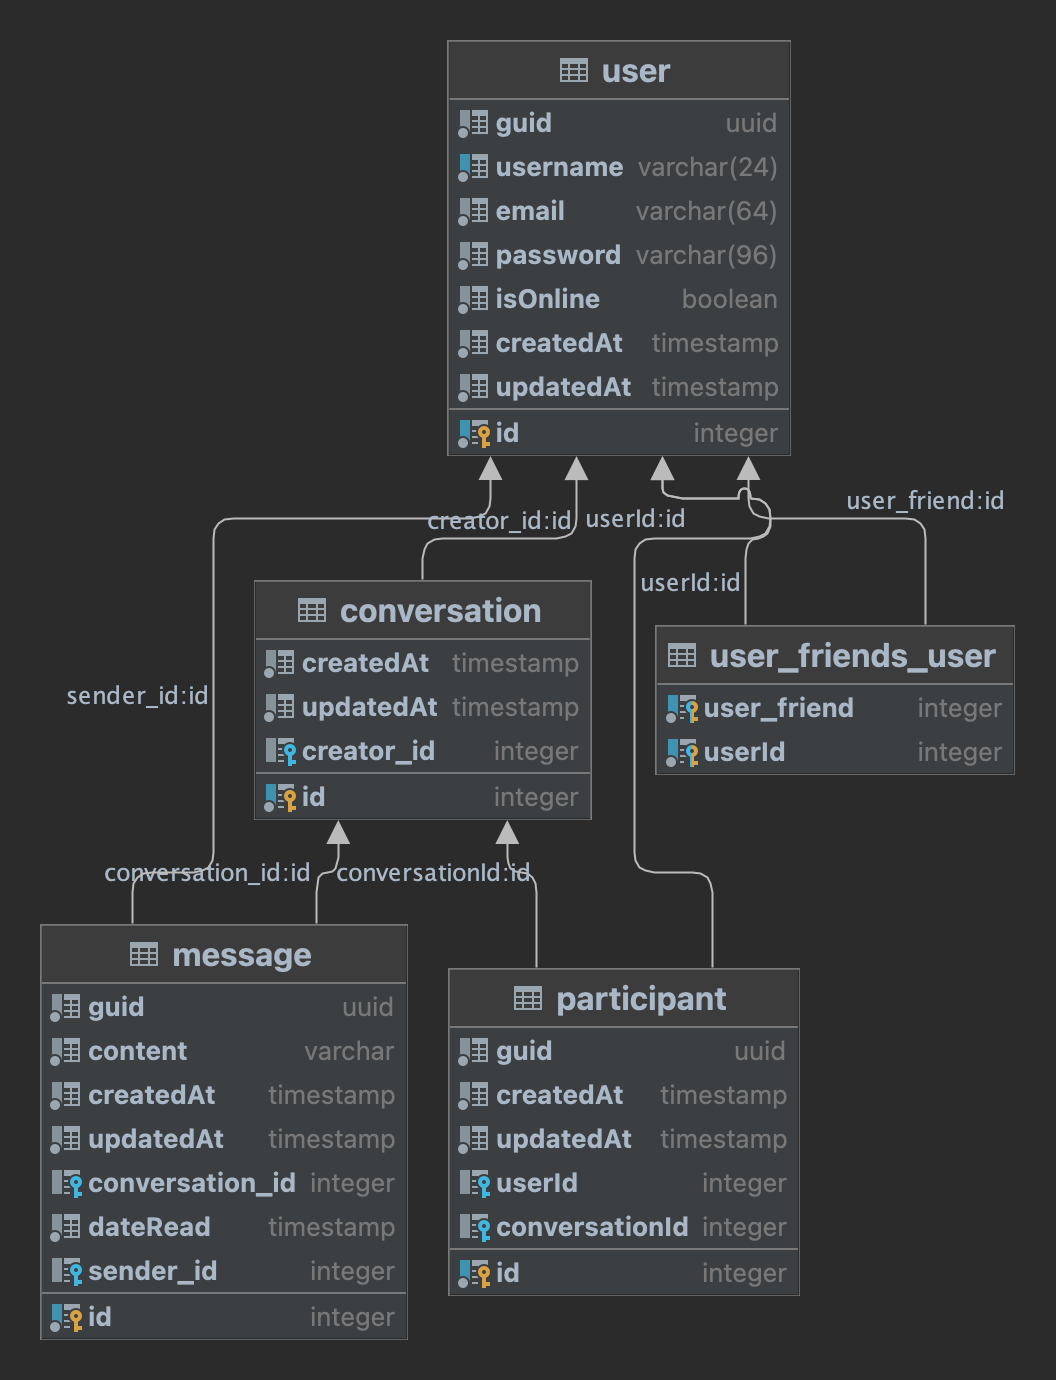 user
guid uuid
username varchar(24)
email varchar(64)
password varchar(96)
isOnline boolean
createdAt timestamp
updatedAt timestamp
id integer
user_friend:id
creator_id:id
userId:id
userId:id
sender_id:id
conversation
createdAt timestamp
updatedAt timestamp
creator_id integer
id integer
user_friends_user
user_friend integer
userId integer
conversation_id:id
conversationId:id
message
guid uuid
content varchar
createdAt timestamp
updatedAt timestamp
conversation_id integer
dateRead timestamp
sender_id integer
id integer
participant
guid uuid
createdAt timestamp
updatedAt timestamp
userId integer
conversationId integer
id integer